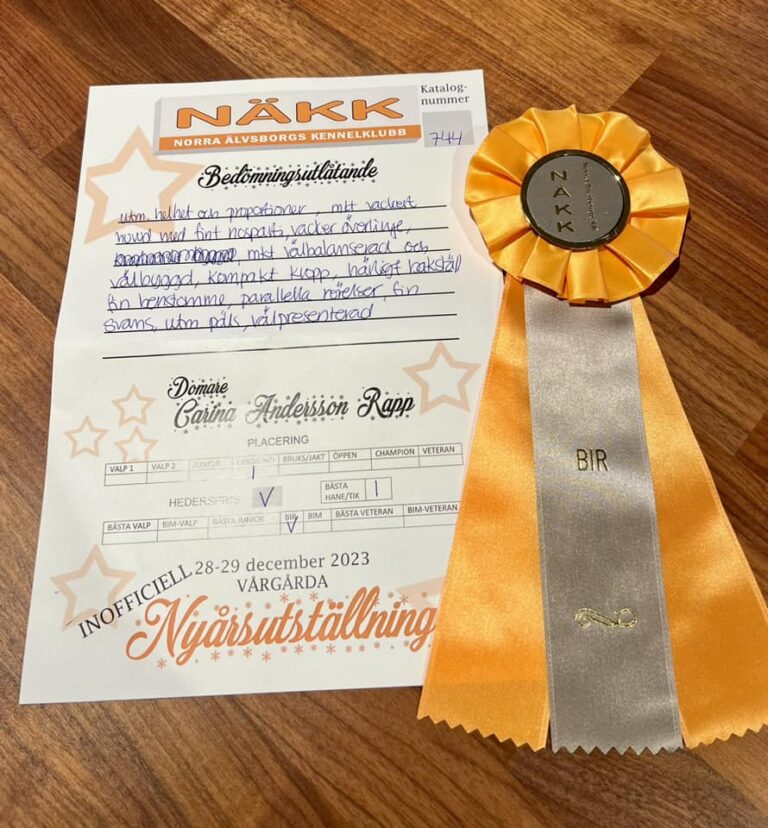 NÄKK
NORRA ÄLVSBORGS KENNELKLUBB
Katalog-
nummer
744
Bedömningsutlåtande
utm. helhet och proportioner, mkt vackert
huvud med fint nosparti, vacker överlinje,
mkt välbalanserad och
välbyggd, kompakt kropp, härligt bakställ
fin benstomme, parallella rörelser, fin
svans, utm päls, välpresenterad
Domare
Carina Andersson Rapp
PLACERING
VALP 1 VALP 2 JUNIOR UNGHUND BRUKS/JAKT ÖPPEN CHAMPION VETERAN
1
HEDERSPRIS V BÄSTA HANE/TIK 1
BÄSTA VALP BIM-VALP BÄSTA JUNIOR BIR BIM BÄSTA VETERAN BIM-VETERAN
V
INOFFICIELL
28-29 december 2023
VÅRGÅRDA
Nyårsutställning
NÄKK
BIR